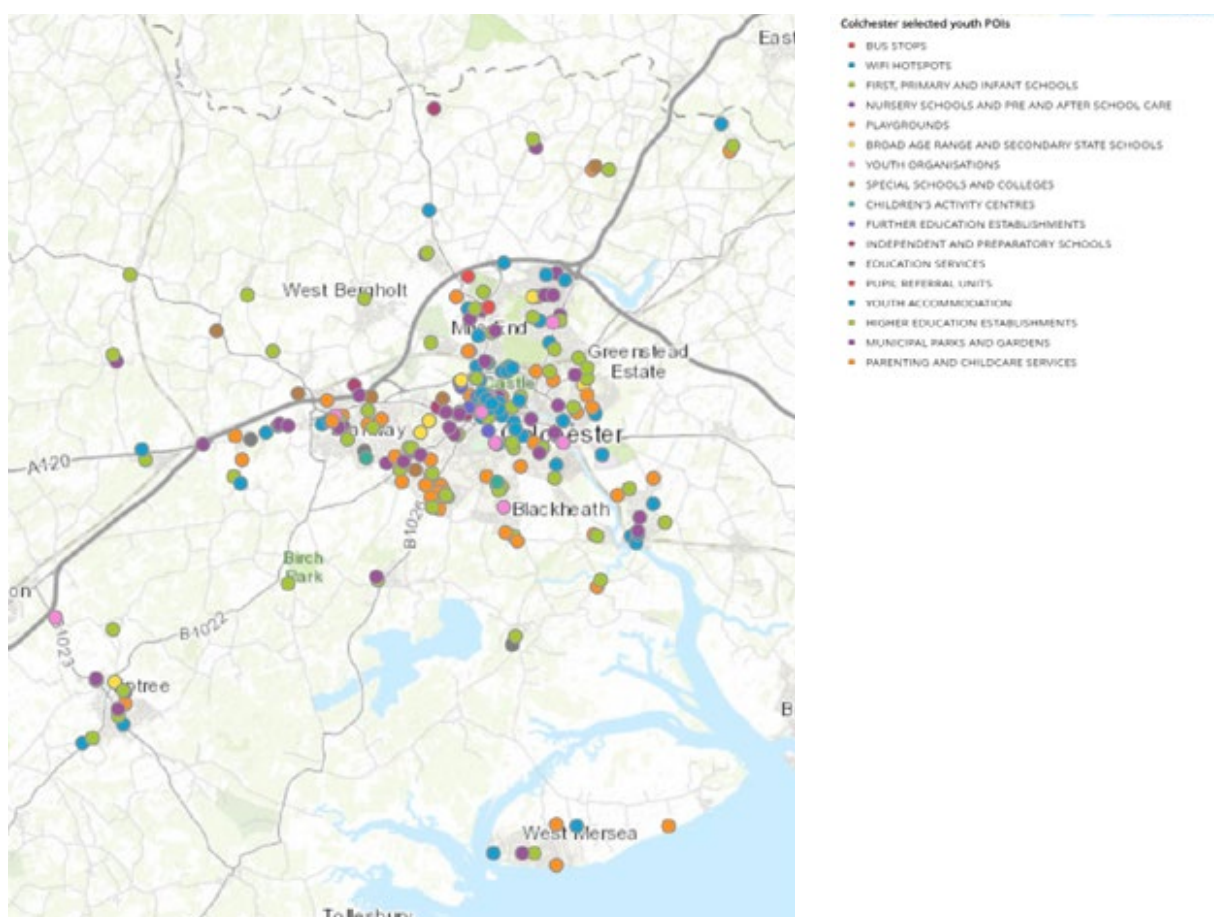 East
West Bergholt
Greenstead
Estate
Castle
A120
Blackheath
B1026
Birch
Park
B1022
B1023
West Mersea
Colchester selected youth POIs
BUS STOPS
WIFI HOTSPOTS
FIRST, PRIMARY AND INFANT SCHOOLS
NURSERY SCHOOLS AND PRE AND AFTER SCHOOL CARE
PLAYGROUNDS
BROAD AGE RANGE AND SECONDARY STATE SCHOOLS
YOUTH ORGANISATIONS
SPECIAL SCHOOLS AND COLLEGES
CHILDREN'S ACTIVITY CENTRES
FURTHER EDUCATION ESTABLISHMENTS
INDEPENDENT AND PREPARATORY SCHOOLS
EDUCATION SERVICES
PUPIL REFERRAL UNITS
YOUTH ACCOMMODATION
HIGHER EDUCATION ESTABLISHMENTS
MUNICIPAL PARKS AND GARDENS
PARENTING AND CHILDCARE SERVICES